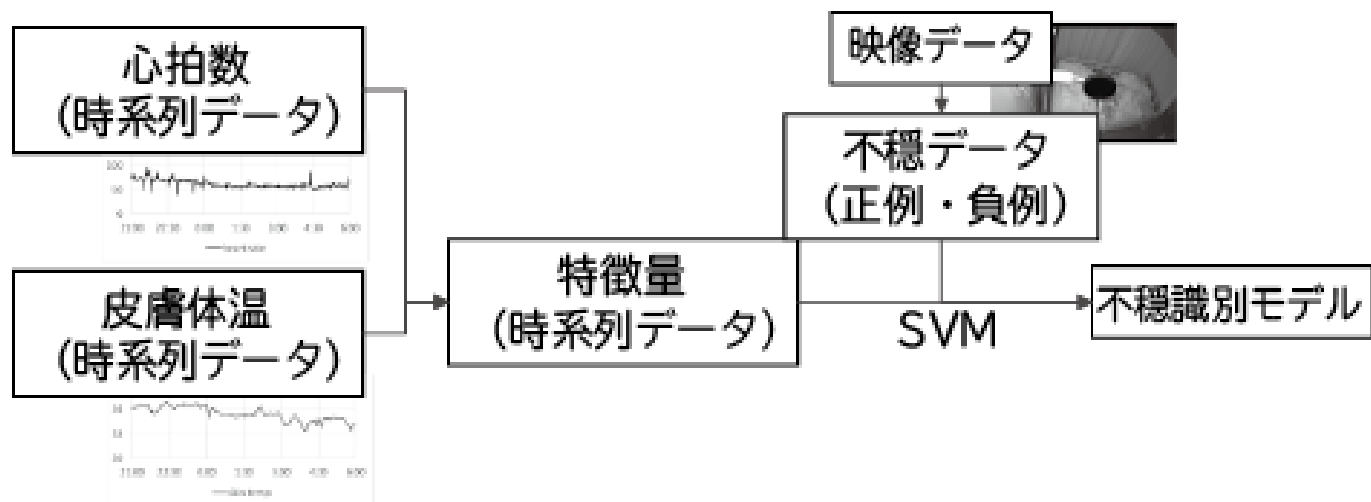 心拍数
(時系列データ)
100
0
皮膚体温
(時系列データ)
特徴量
(時系列データ)
映像データ
不穏データ
(正例・負例)
SVM
不穏識別モデル